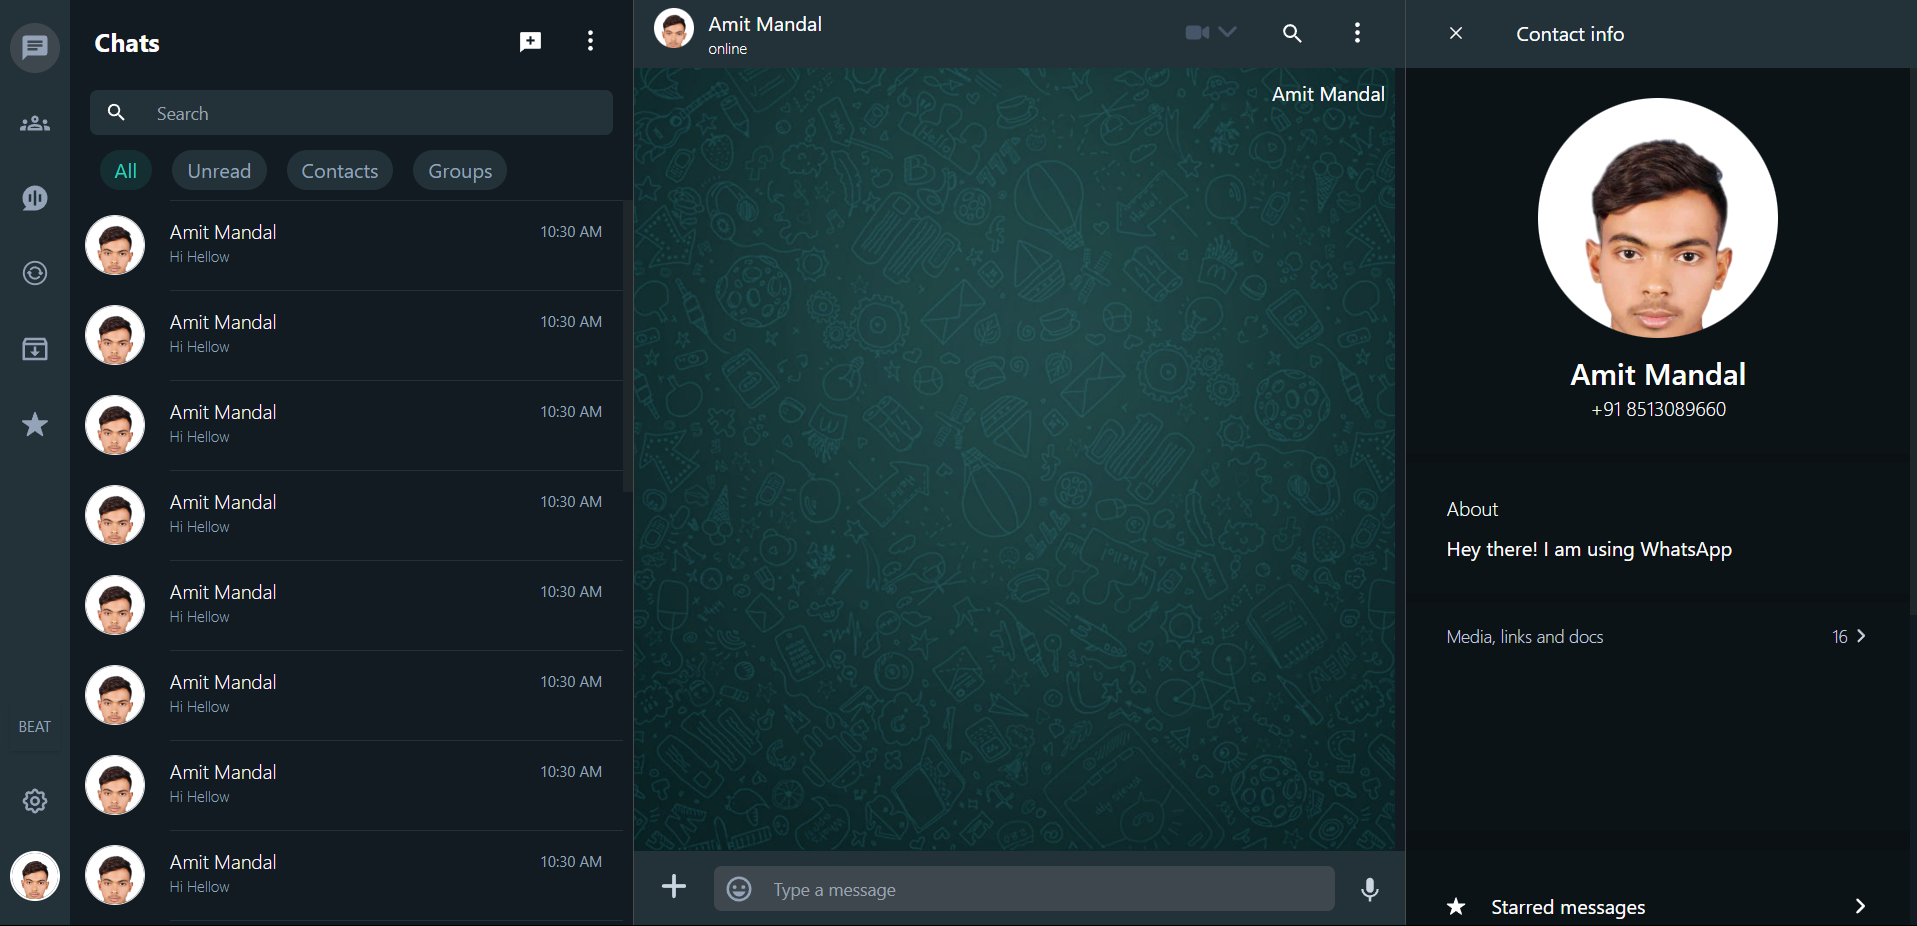 BEAT
Chats
Search
All Unread Contacts Groups
Amit Mandal 10:30 AM
Hi Hellow
Amit Mandal 10:30 AM
Hi Hellow
Amit Mandal 10:30 AM
Hi Hellow
Amit Mandal 10:30 AM
Hi Hellow
Amit Mandal 10:30 AM
Hi Hellow
Amit Mandal 10:30 AM
Hi Hellow
Amit Mandal 10:30 AM
Hi Hellow
Amit Mandal 10:30 AM
Hi Hellow
Amit Mandal
online
Amit Mandal
Type a message
Contact info
Amit Mandal
+91 8513089660
About
Hey there! I am using WhatsApp
Media, links and docs 16
Starred messages